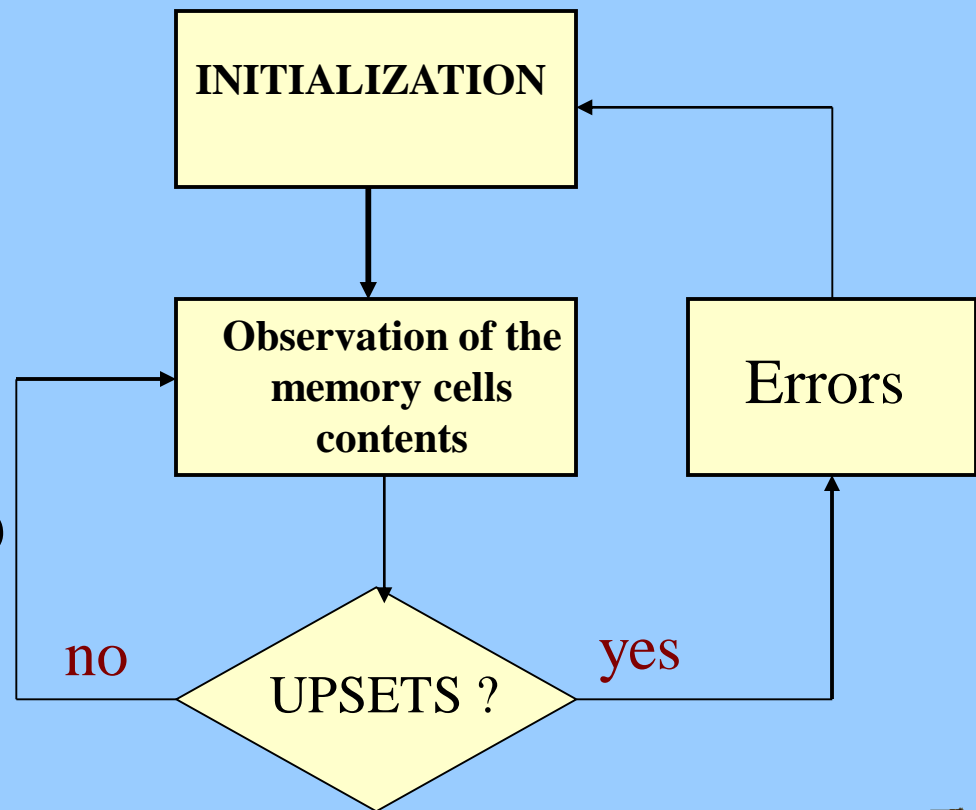 INITIALIZATION
Observation of the
memory cells
contents
Errors
)
no
yes
UPSETS ?